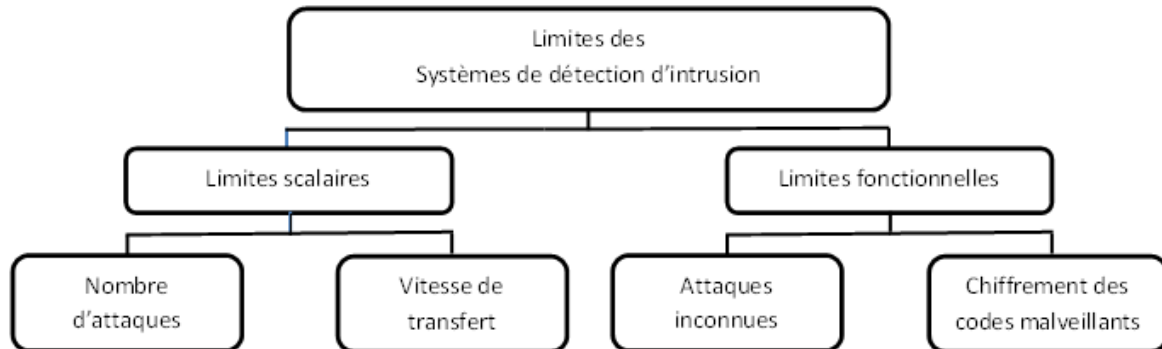 Limites des
Systèmes de détection d'intrusion
Limites scalaires
Limites fonctionnelles
Nombre
d'attaques
Vitesse de
transfert
Attaques
inconnues
Chiffrement des
codes malveillants